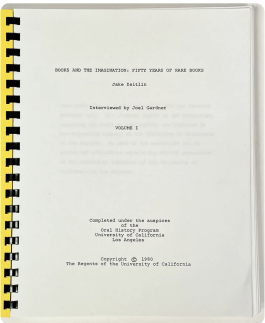 BOOKS AND THE IMAGINATION: FIFTY YEARS OF RARE BOOKS
Jake Zeitlin
Interviewed by Joel Gardner
VOLUME I
Completed under the auspices
of the
Oral History Program
University of California
Los Angeles
Copyright © 1980
The Regents of the University of California